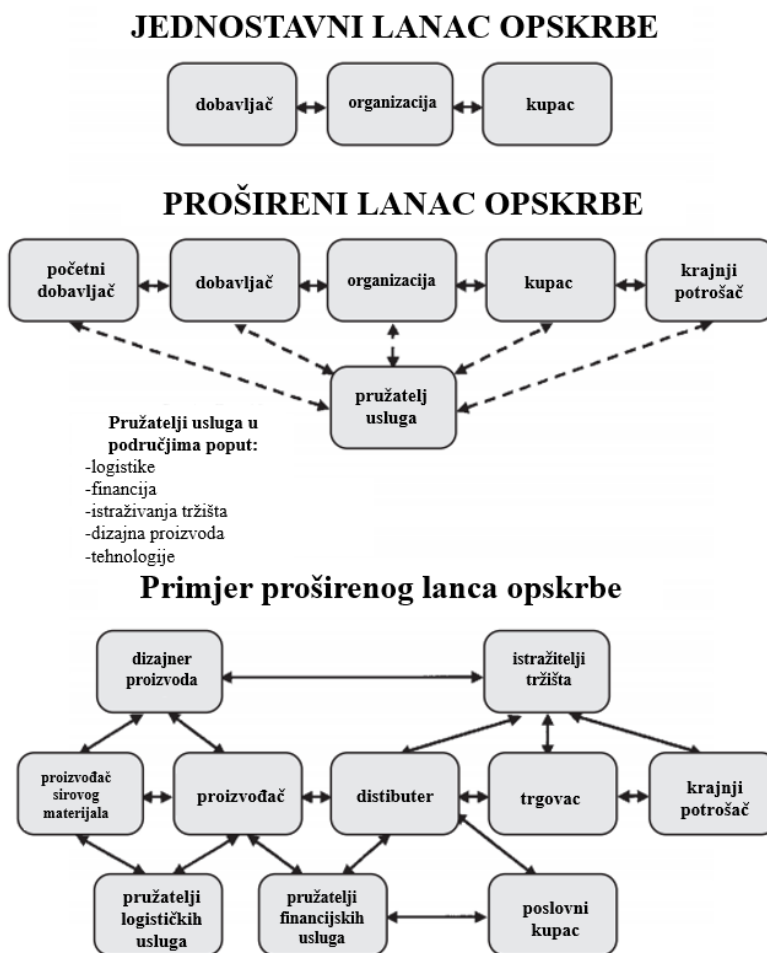 JEDNOSTAVNI LANAC OPSKRBE
dobavljač
organizacija
kupac
PROŠIRENI LANAC OPSKRBE
početni
dobavljač
dobavljač
organizacija
kupac
krajnji
potrošač
pružatelj
usluga
Pružatelji usluga u
područjima poput:
-logistike
-financija
-istraživanja tržišta
-dizajna proizvoda
-tehnologije
Primjer proširenog lanca opskrbe
dizajner
proizvoda
istražitelji
tržišta
proizvođač
sirovog
materijala
proizvođač
distibuter
trgovac
krajnji
potrošač
pružatelji
logističkih
usluga
pružatelji
financijskih
usluga
poslovni
kupac